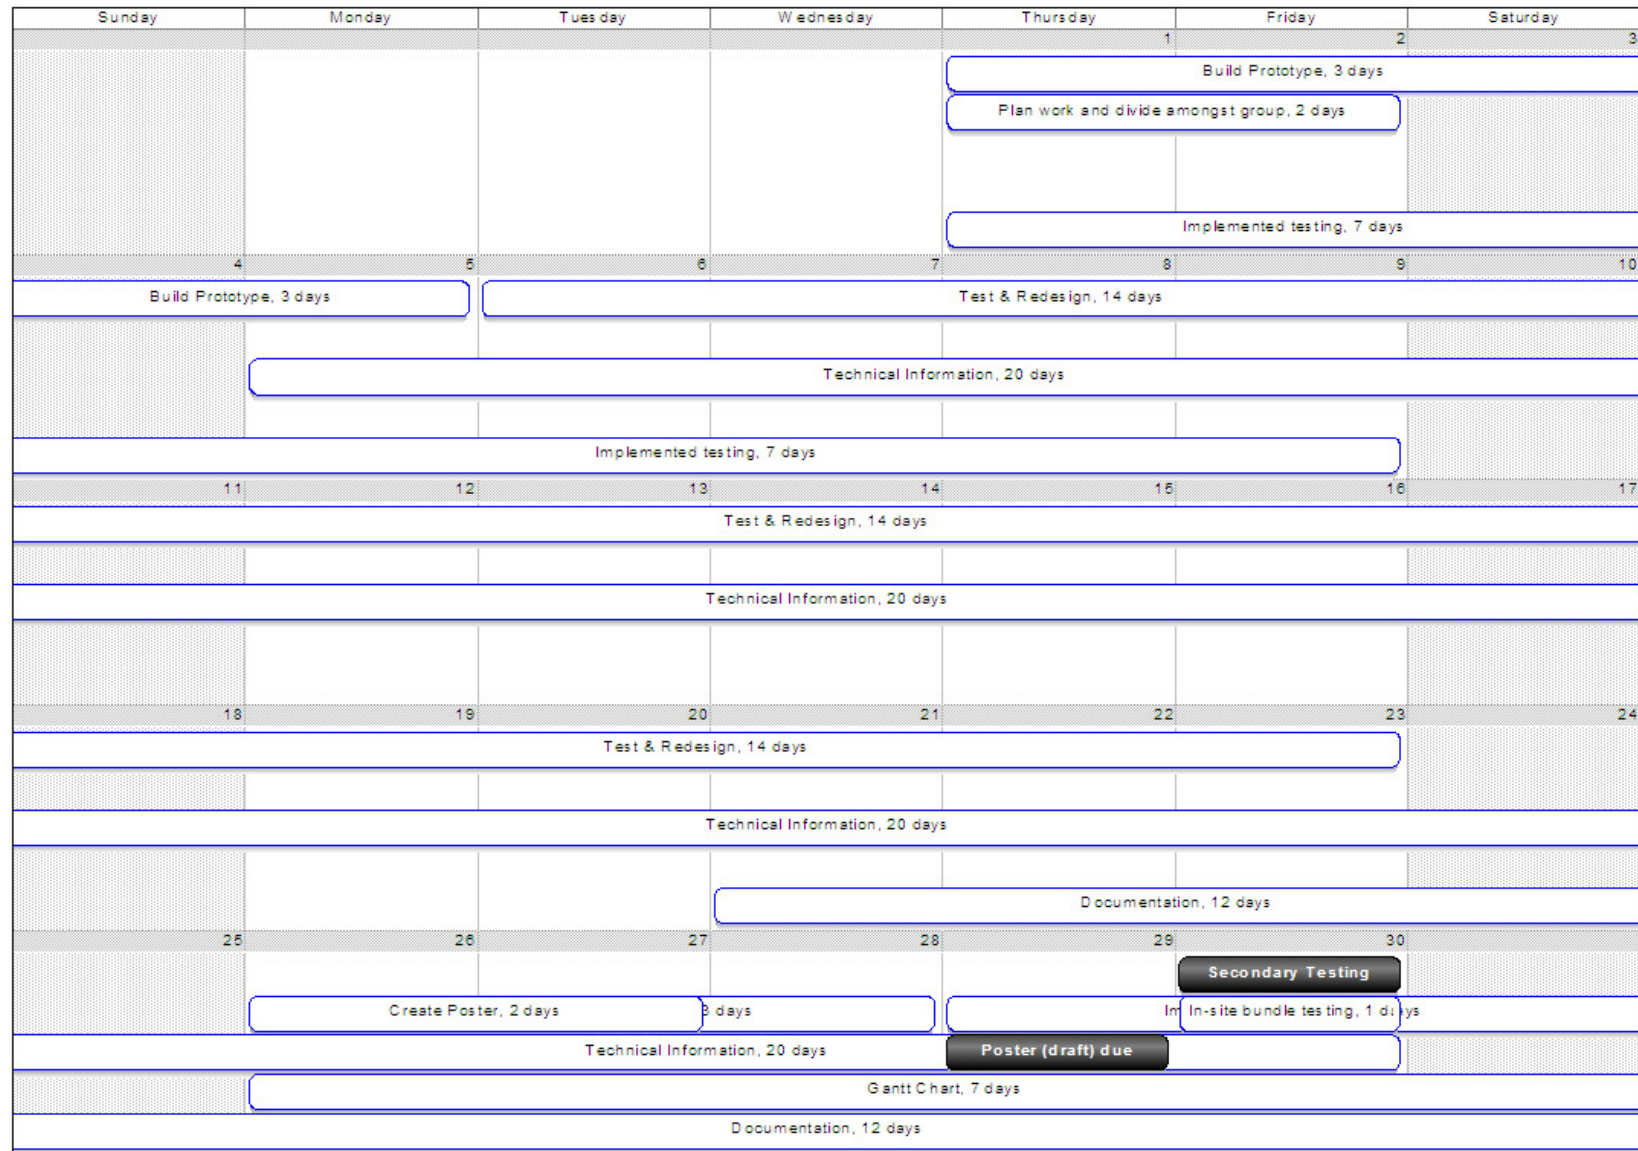 Sunday Monday Tuesday Wednesday Thursday Friday Saturday
1 2 3
Build Prototype, 3 days
Plan work and divide amongst group, 2 days
Implemented testing, 7 days
4 5 6 7 8 9 10
Build Prototype, 3 days Test & Redesign, 14 days
Technical Information, 20 days
Implemented testing, 7 days
11 12 13 14 15 16 17
Test & Redesign, 14 days
Technical Information, 20 days
18 19 20 21 22 23 24
Test & Redesign, 14 days
Technical Information, 20 days
Documentation, 12 days
25 26 27 28 29 30
Secondary Testing
Create Poster, 2 days 3 days In-site bundle testing, 1 days
Technical Information, 20 days Poster (draft) due
Gantt Chart, 7 days
Documentation, 12 days